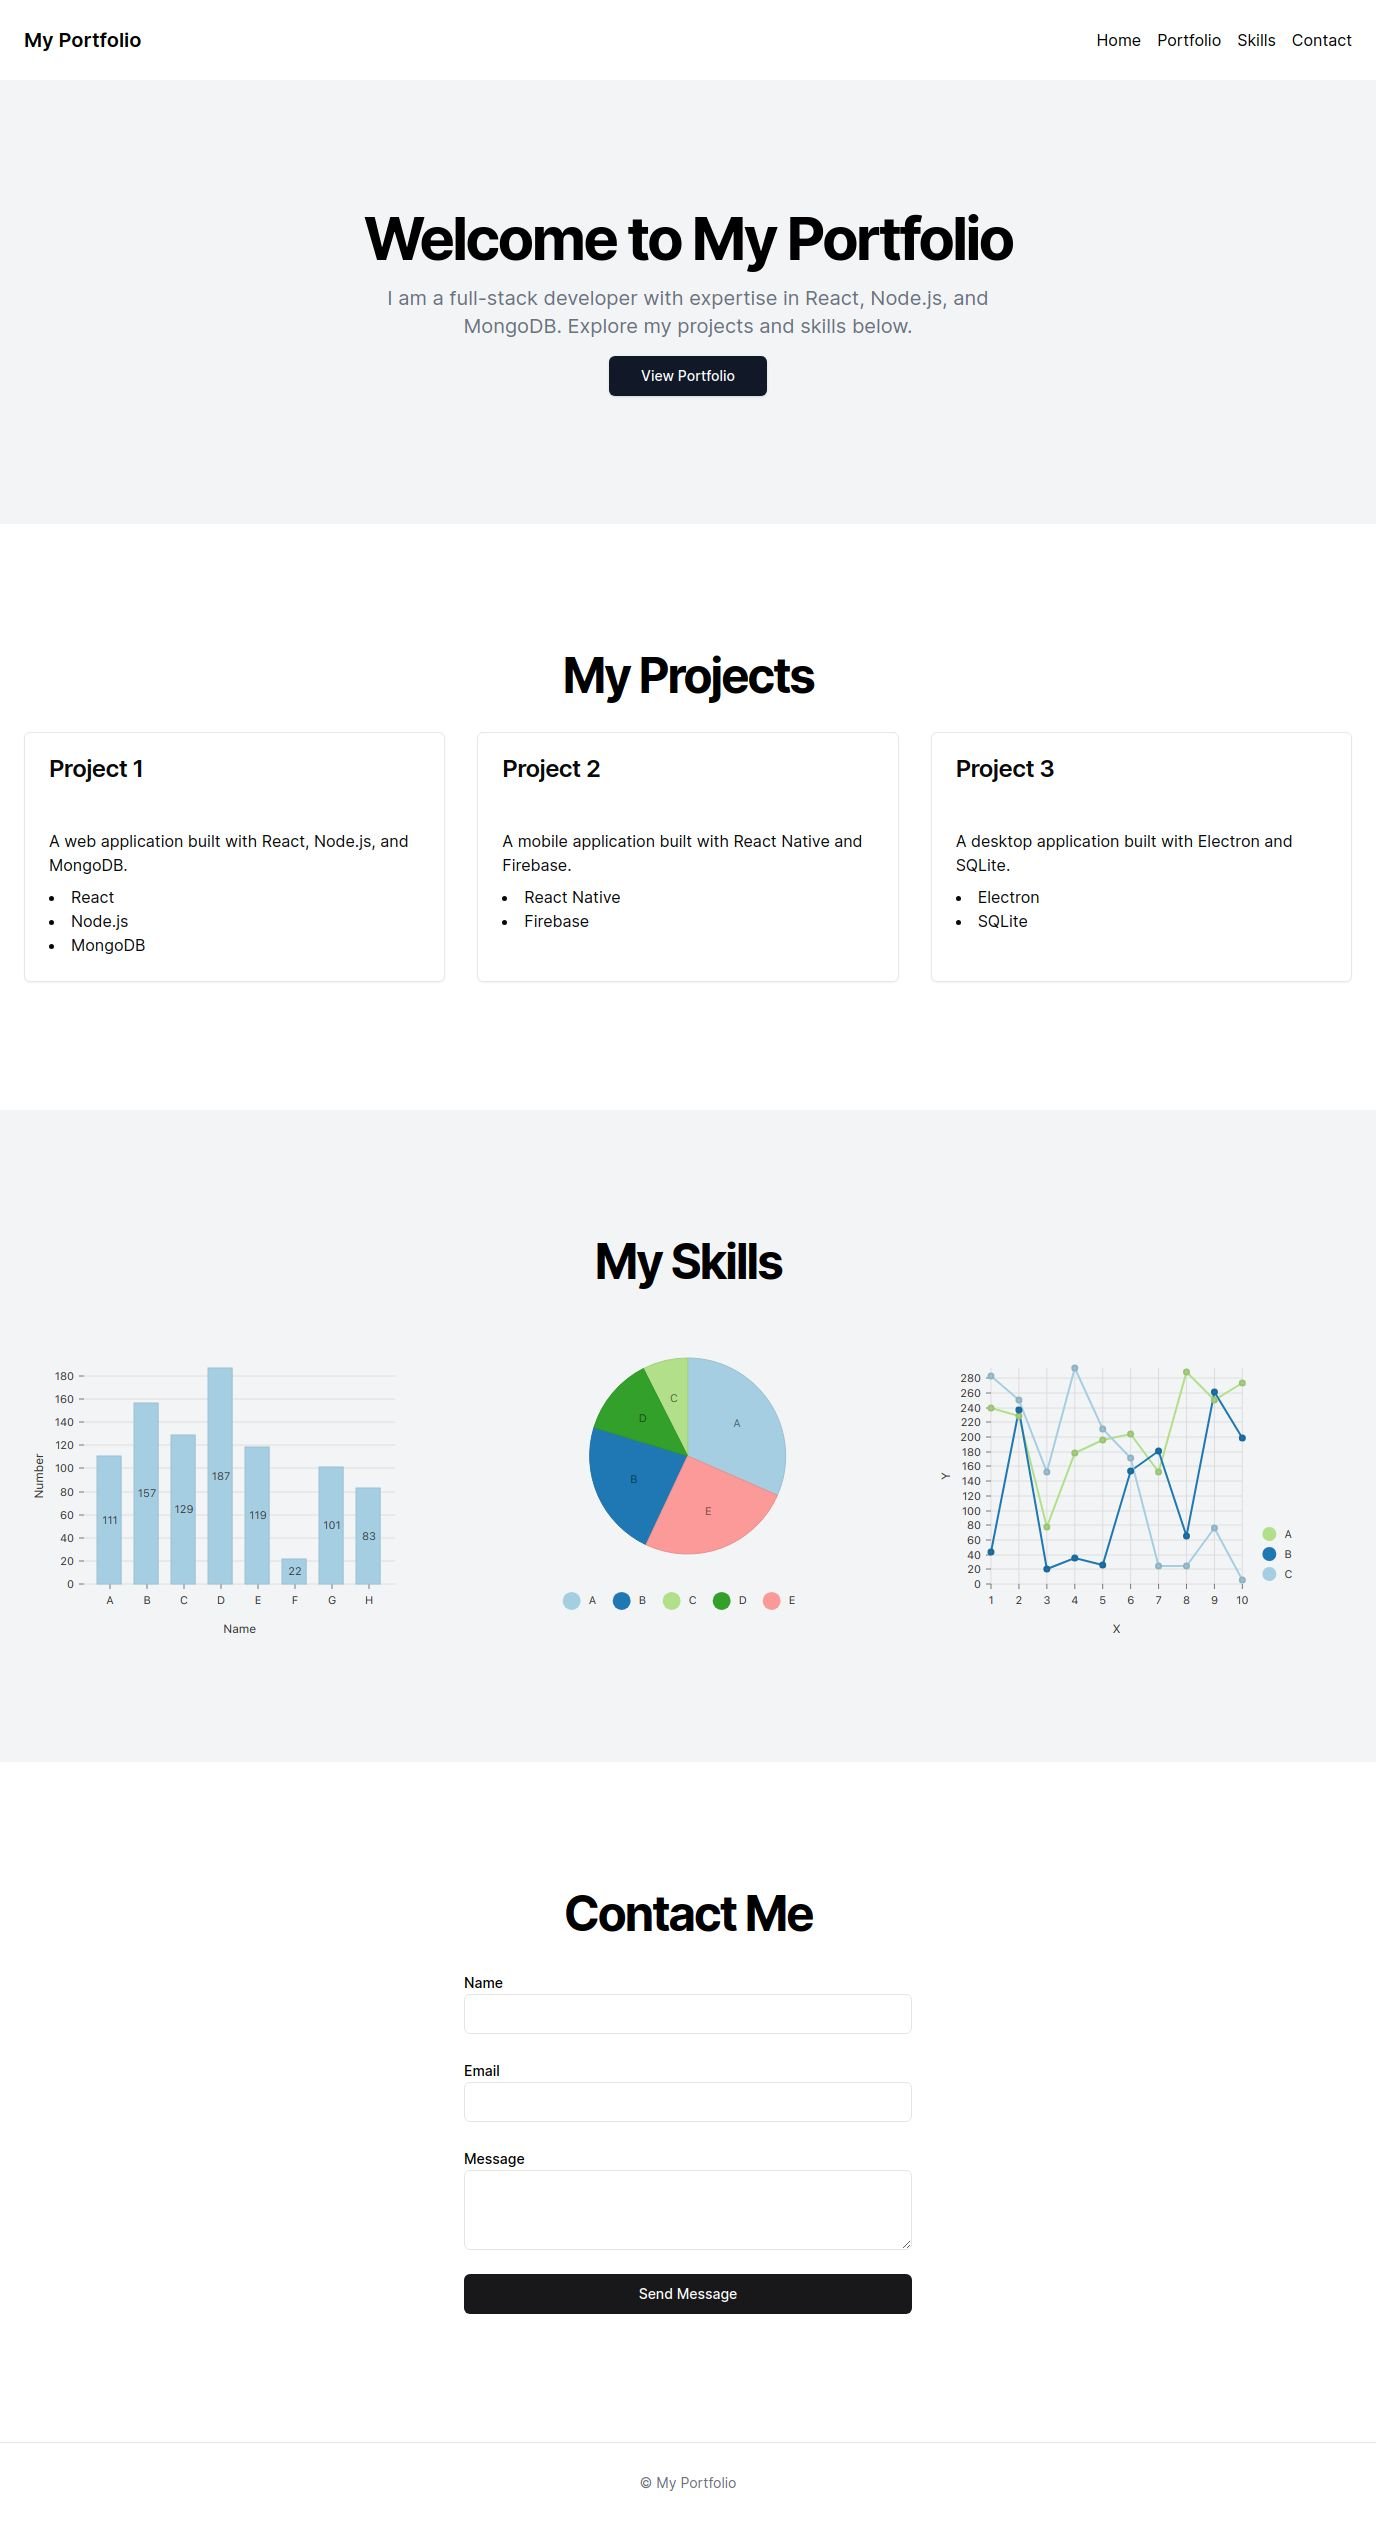 My Portfolio
Home Portfolio Skills Contact
Welcome to My Portfolio
I am a full-stack developer with expertise in React, Node.js, and
MongoDB. Explore my projects and skills below.
View Portfolio
My Projects
Project 1
A web application built with React, Node.js, and
MongoDB.
• React
• Node.js
• MongoDB
Project 2
A mobile application built with React Native and
Firebase.
• React Native
• Firebase
Project 3
A desktop application built with Electron and
SQLite.
• Electron
• SQLite
My Skills
Number
180
160
140
120
100
80
60
40
20
0
111
157
129
187
119
22
101
83
A B C D E F G H
Name
C
D
A
B
E
A B C D E
Y
280
260
240
220
200
180
160
140
120
100
80
60
40
20
0
1 2 3 4 5 6 7 8 9 10
X
A
B
C
Contact Me
Name
Email
Message
Send Message
© My Portfolio